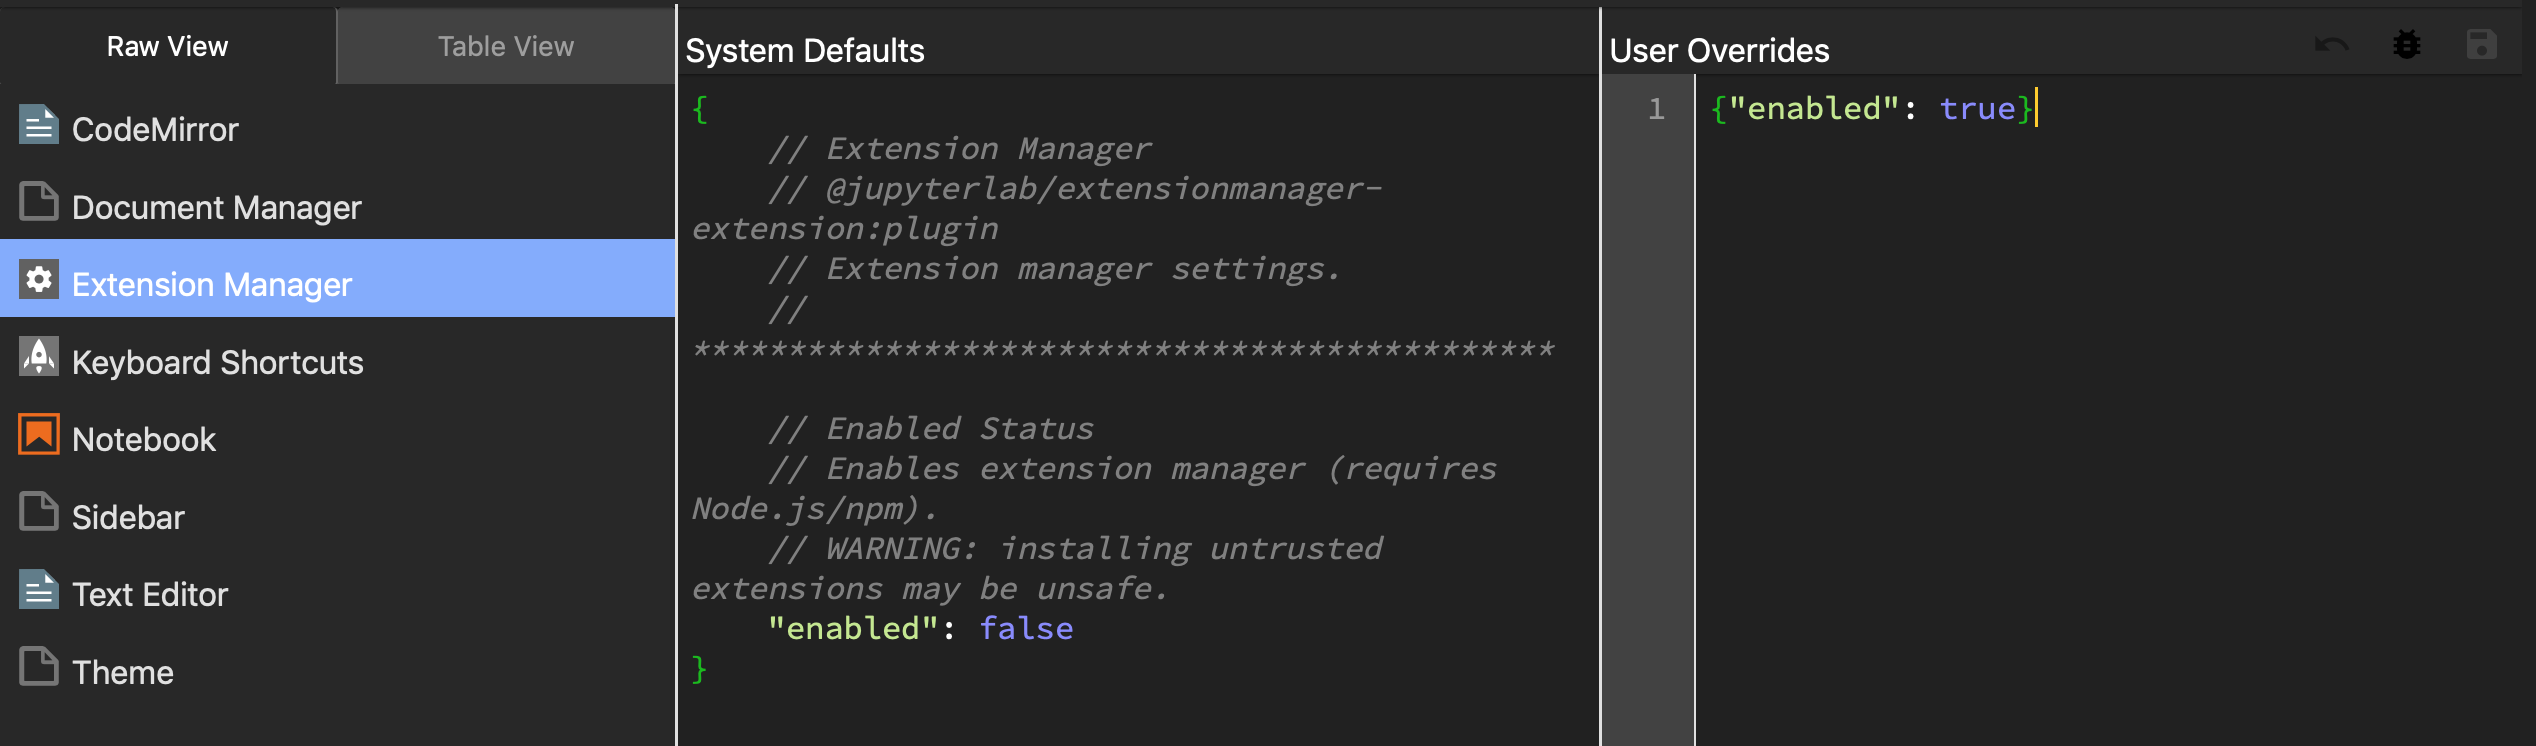 Raw View
Table View
CodeMirror
Document Manager
Extension Manager
Keyboard Shortcuts
Notebook
Sidebar
Text Editor
Theme
System Defaults
{
// Extension Manager
// @jupyterlab/extensionmanager-
extension:plugin
// Extension manager settings.
//
*********************************************
// Enabled Status
// Enables extension manager (requires
Node.js/npm).
// WARNING: installing untrusted
extensions may be unsafe.
"enabled": false
}
User Overrides
1
{"enabled": true}